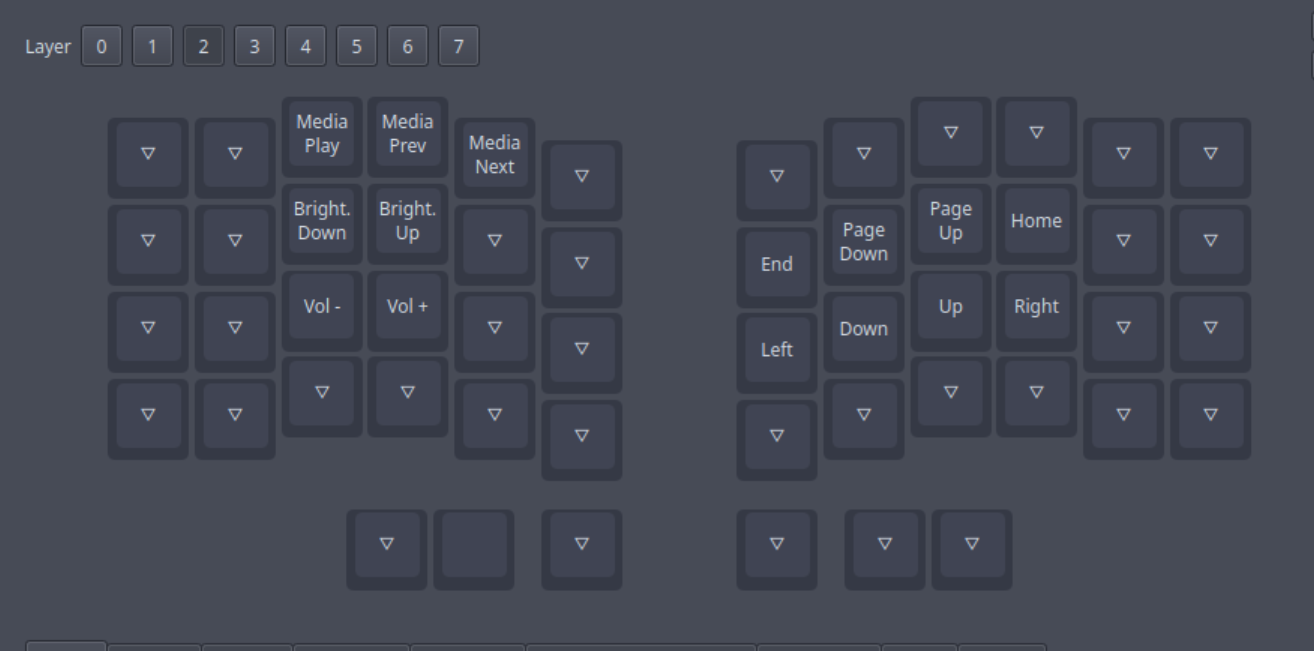 Layer 0 1 2 3 4 5 6 7
Media
Play
Media
Prev
Media
Next
Bright.
Down
Bright.
Up
Vol -
Vol +
Page
Up
Home
Page
Down
End
Up
Right
Down
Left